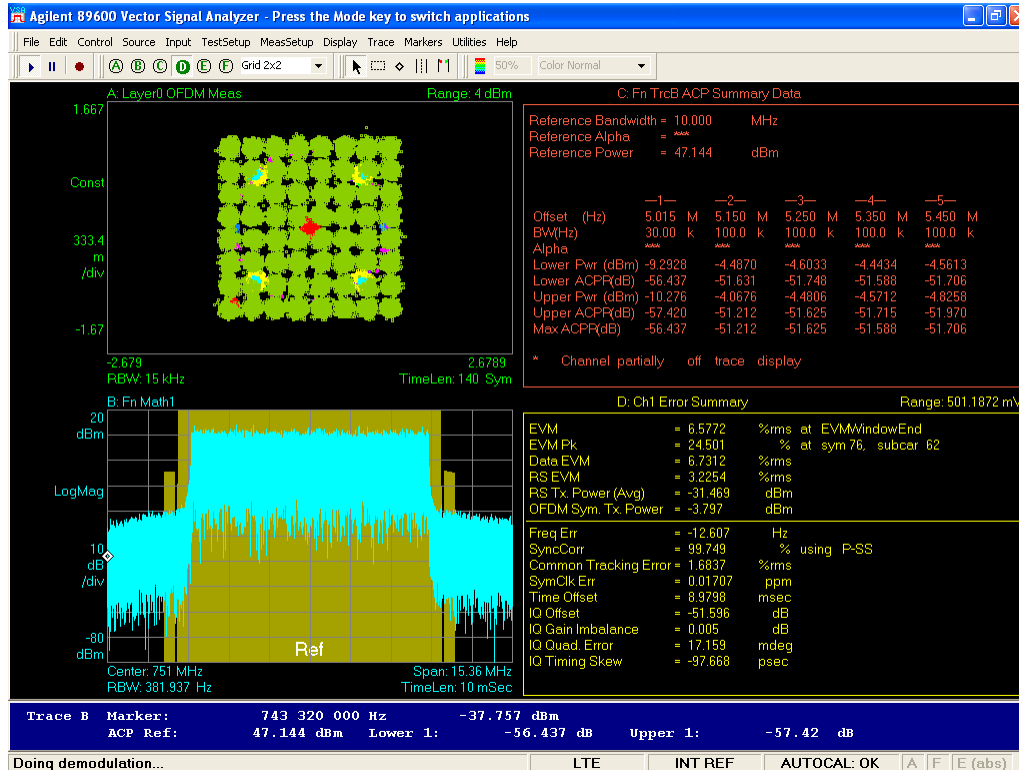 VSA Agilent 89600 Vector Signal Analyzer - Press the Mode key to switch applications
File Edit Control Source Input TestSetup MeasSetup Display Trace Markers Utilities Help
A B C D E F Grid 2x2 50% Color Normal
A: Layer0 OFDM Meas Range: 4 dBm
1.667
Const
333.4
m
/div
-1.67
-2.679 2.6789
RBW: 15 kHz TimeLen: 140 Sym
C: Fn TrcB ACP Summary Data
Reference Bandwidth = 10.000 MHz
Reference Alpha = ***
Reference Power = 47.144 dBm
—1— —2— —3— —4— —5—
Offset (Hz) 5.015 M 5.150 M 5.250 M 5.350 M 5.450 M
BW(Hz) 30.00 k 100.0 k 100.0 k 100.0 k 100.0 k
Alpha *** *** *** *** ***
Lower Pwr (dBm) -9.2928 -4.4870 -4.6033 -4.4434 -4.5613
Lower ACPR(dB) -56.437 -51.631 -51.748 -51.588 -51.706
Upper Pwr (dBm) -10.276 -4.0676 -4.4806 -4.5712 -4.8258
Upper ACPR(dB) -57.420 -51.212 -51.625 -51.715 -51.970
Max ACPR(dB) -56.437 -51.212 -51.625 -51.588 -51.706
* Channel partially off trace display
B: Fn Math1
20
dBm
LogMag
10
dB
/div
-80
dBm
Ref
Center: 751 MHz Span: 15.36 MHz
RBW: 381.937 Hz TimeLen: 10 mSec
D: Ch1 Error Summary Range: 501.1872 mV
EVM = 6.5772 %rms at EVMWindowEnd
EVM Pk = 24.501 % at sym 76, subcar 62
Data EVM = 6.7312 %rms
RS EVM = 3.2254 %rms
RS Tx. Power (Avg) = -31.469 dBm
OFDM Sym. Tx. Power = -3.797 dBm
Freq Err = -12.607 Hz
SyncCorr = 99.749 % using P-SS
Common Tracking Error = 1.6837 %rms
SymClk Err = 0.01707 ppm
Time Offset = 8.9798 msec
IQ Offset = -51.596 dB
IQ Gain Imbalance = 0.005 dB
IQ Quad. Error = 17.159 mdeg
IQ Timing Skew = -97.668 psec
Trace B Marker: 743 320 000 Hz -37.757 dBm
ACP Ref: 47.144 dBm Lower 1: -56.437 dB Upper 1: -57.42 dB
Doing demodulation... LTE INT REF AUTOCAL: OK A F E (abs)